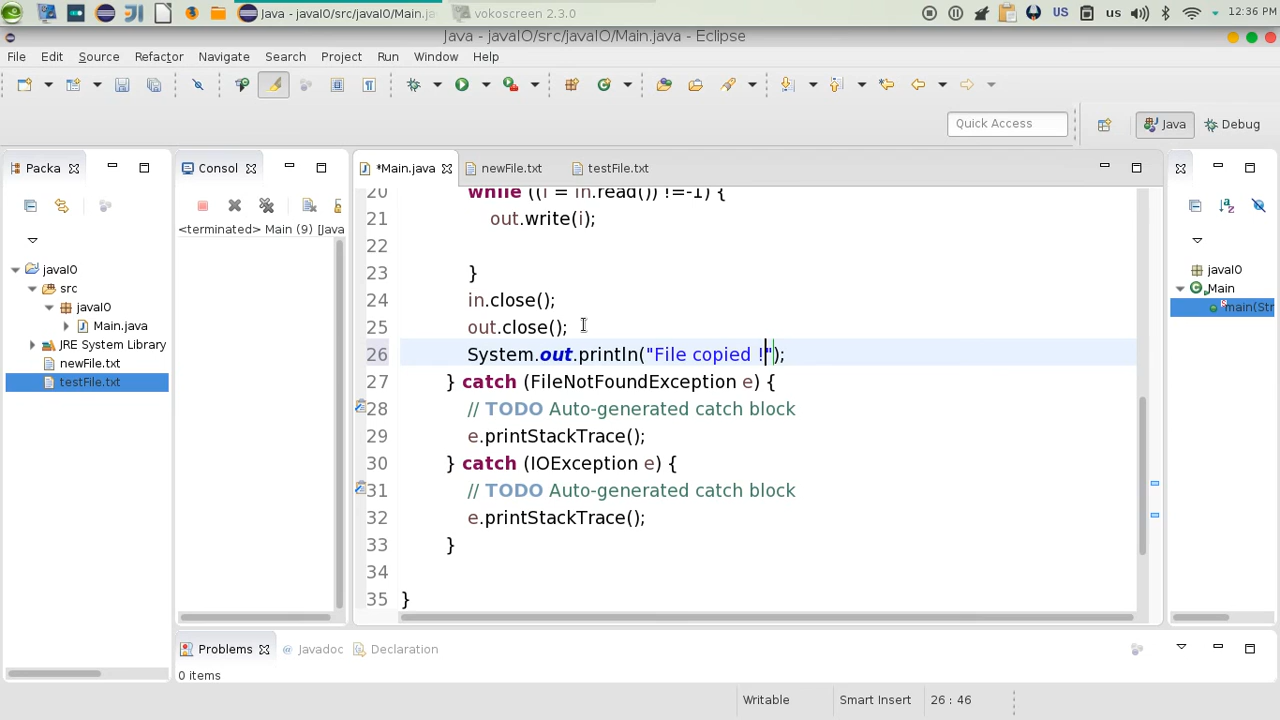 Java - javaIO/src/javaIO/Main.ja
vokoscreen 2.3.0
US
us
12:36 PM
Java - javaIO/src/javaIO/Main.java - Eclipse
File Edit Source Refactor Navigate Search Project Run Window Help
Quick Access
Java
Debug
Packa
Consol
*Main.java
newFile.txt
testFile.txt
<terminated> Main (9) [Java
javaIO
src
javaIO
Main.java
JRE System Library
newFile.txt
testFile.txt
20 while ((i = in.read()) !=-1) {
21 out.write(i);
22
23 }
24 in.close();
25 out.close();
26 System.out.println("File copied !");
27 } catch (FileNotFoundException e) {
28 // TODO Auto-generated catch block
29 e.printStackTrace();
30 } catch (IOException e) {
31 // TODO Auto-generated catch block
32 e.printStackTrace();
33 }
34
35 }
javaIO
Main
main(Stri
Problems
Javadoc
Declaration
0 items
Writable
Smart Insert
26 : 46